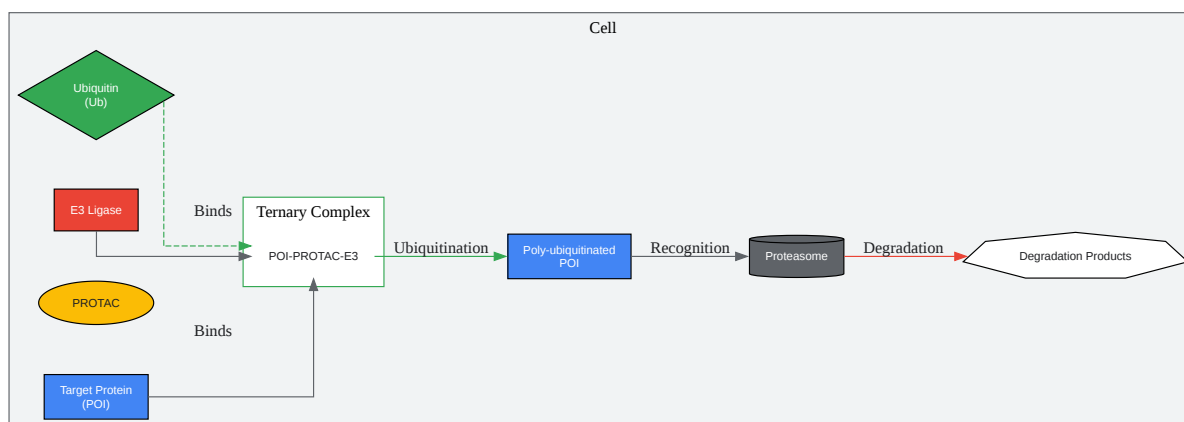 Cell
Ubiquitin
(Ub)
E3 Ligase
Binds
Ternary Complex
POI-PROTAC-E3
Ubiquitination
Poly-ubiquitinated
POI
Recognition
Proteasome
Degradation
Degradation Products
PROTAC
Binds
Target Protein
(POI)